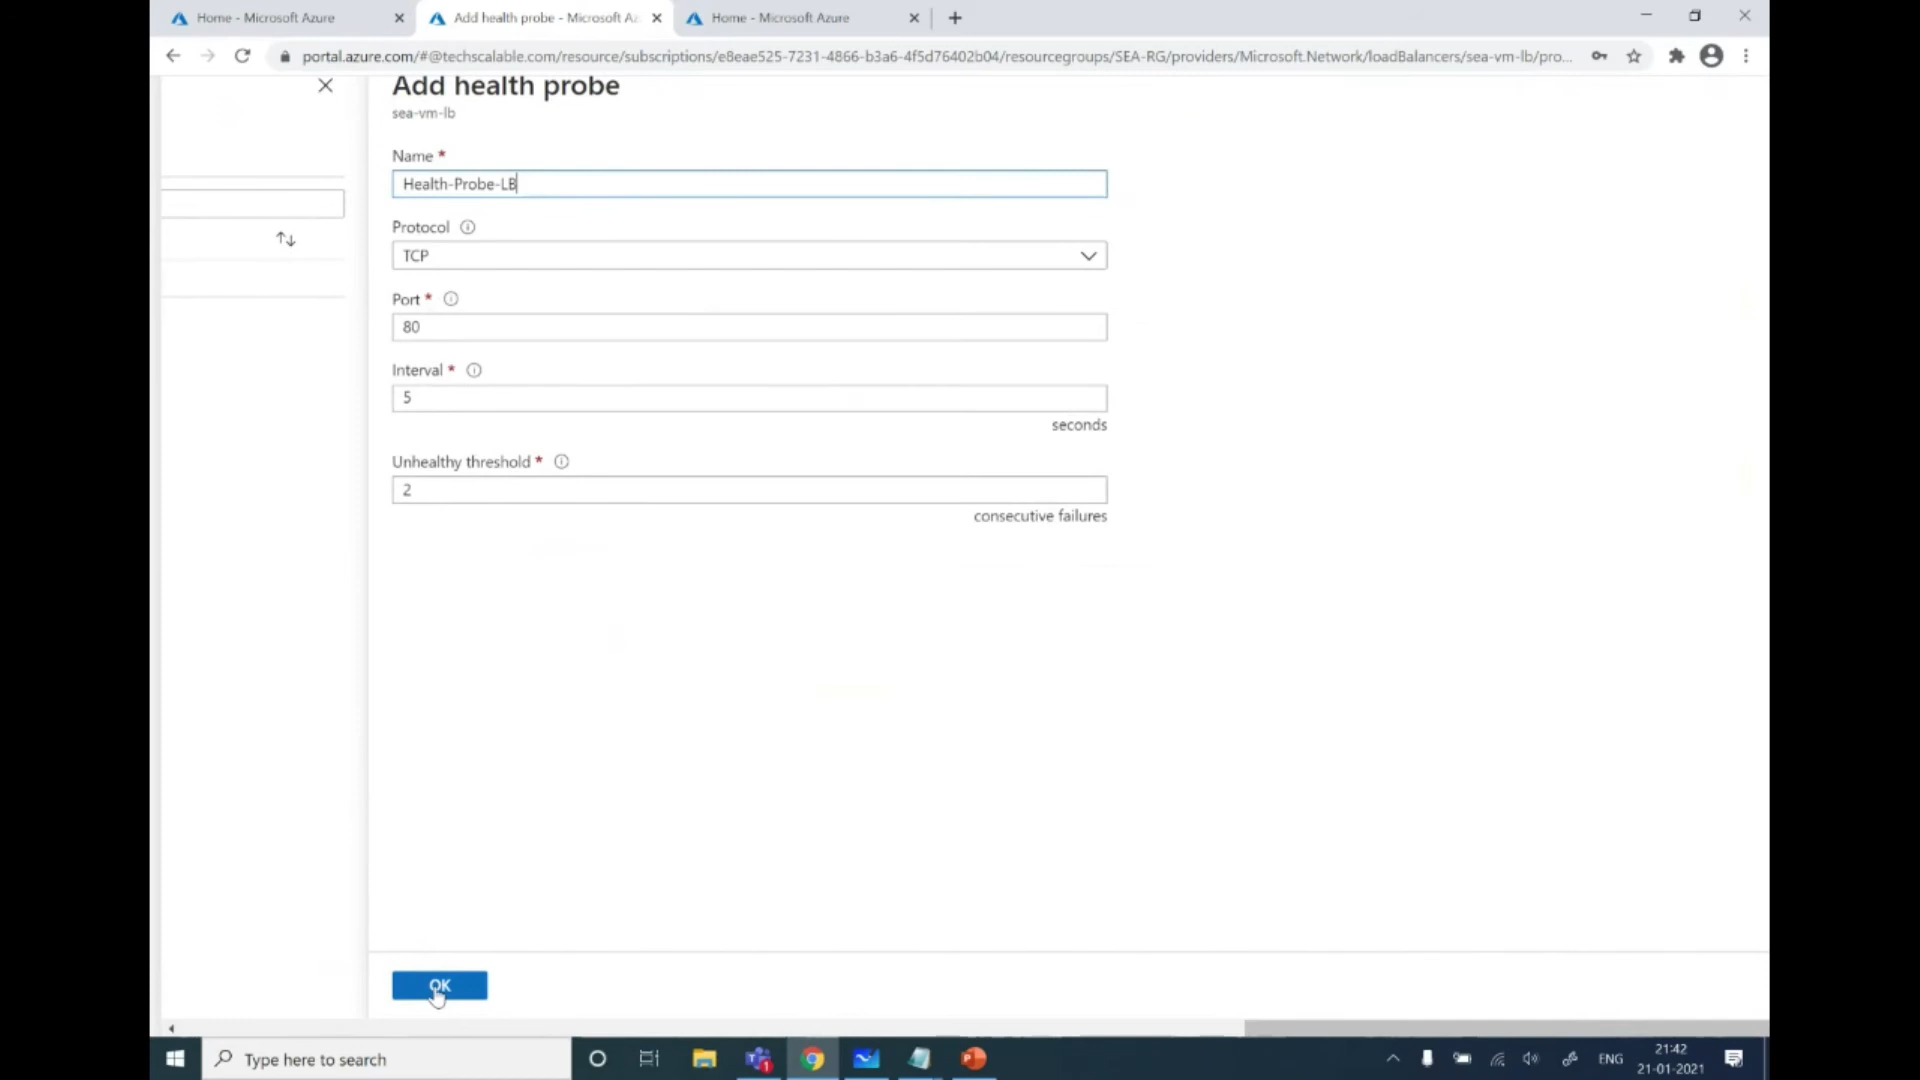 Home - Microsoft Azure
Add health probe - Microsoft Az
Home - Microsoft Azure
portal.azure.com/#@techscalable.com/resource/subscriptions/e8eae525-7231-4866-b3a6-4f5d76402b04/resourcegroups/SEA-RG/providers/Microsoft.Network/loadBalancers/sea-vm-lb/pro...
Add health probe
sea-vm-lb
Name *
Health-Probe-LB
Protocol
TCP
Port *
80
Interval *
5
seconds
Unhealthy threshold *
2
consecutive failures
OK
Type here to search
1
ENG
21:42
21-01-2021